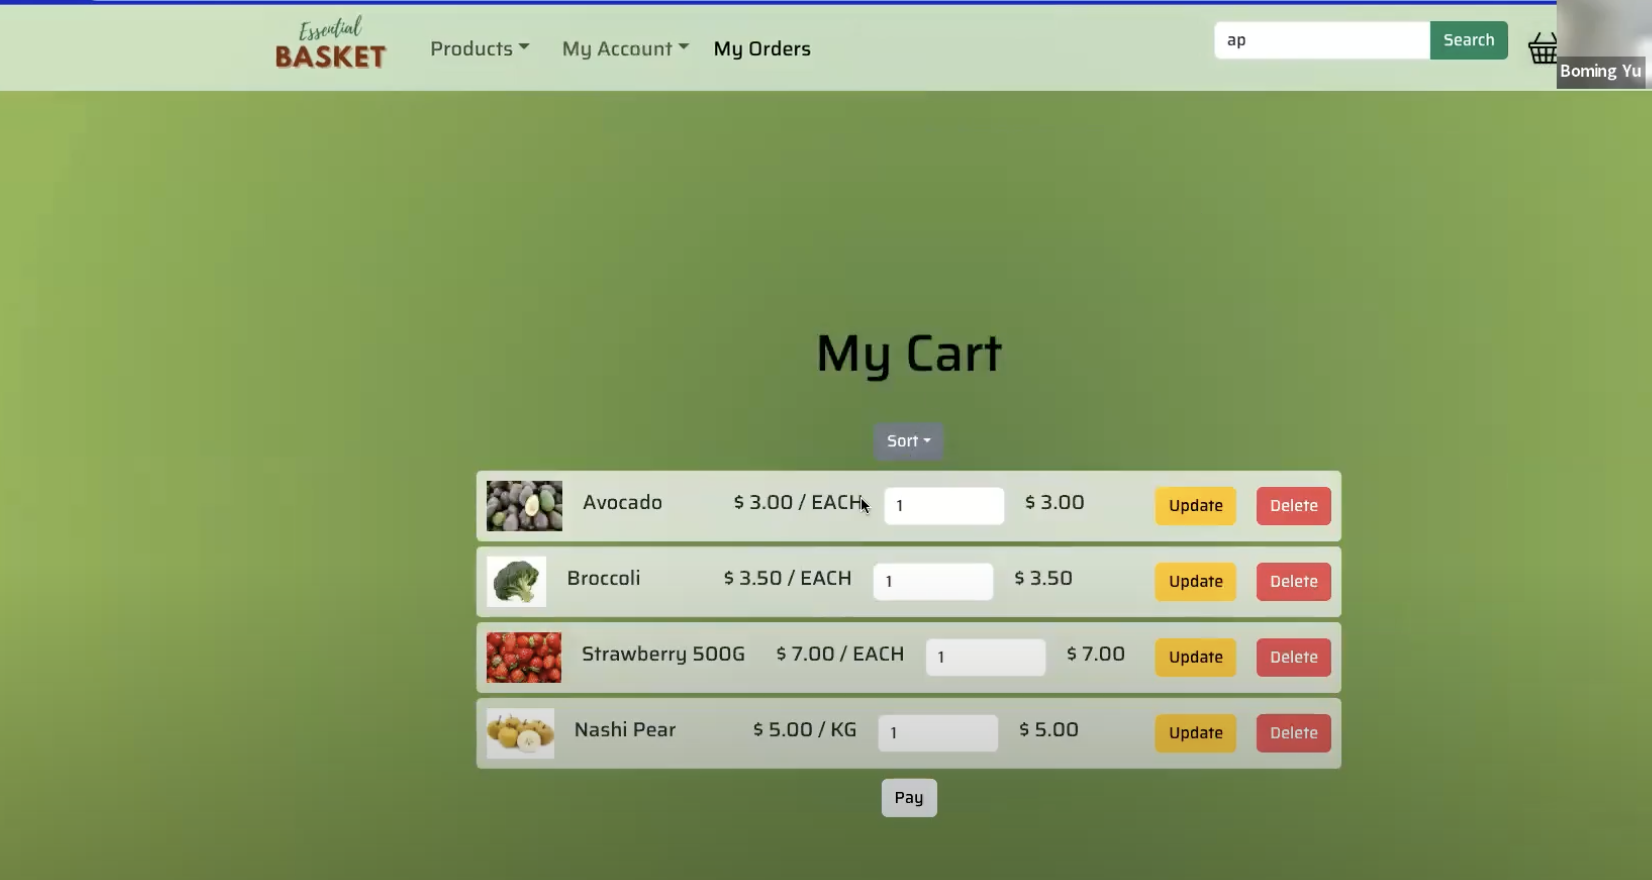 Essential
BASKET
Products
My Account
My Orders
ap
Search
Boming Yu
My Cart
Sort
Avocado $ 3.00 / EACH 1 $ 3.00 Update Delete
Broccoli $ 3.50 / EACH 1 $ 3.50 Update Delete
Strawberry 500G $ 7.00 / EACH 1 $ 7.00 Update Delete
Nashi Pear $ 5.00 / KG 1 $ 5.00 Update Delete
Pay